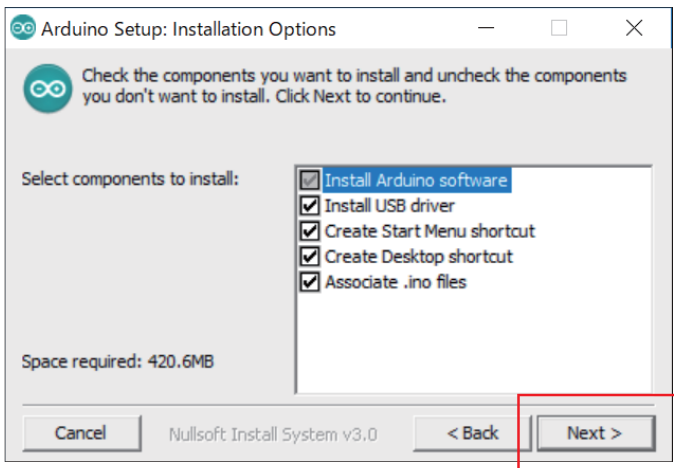 Arduino Setup: Installation Options
Check the components you want to install and uncheck the components
you don't want to install. Click Next to continue.
Select components to install:
Install Arduino software
Install USB driver
Create Start Menu shortcut
Create Desktop shortcut
Associate .ino files
Space required: 420.6MB
Cancel
Nullsoft Install System v3.0
< Back
Next >